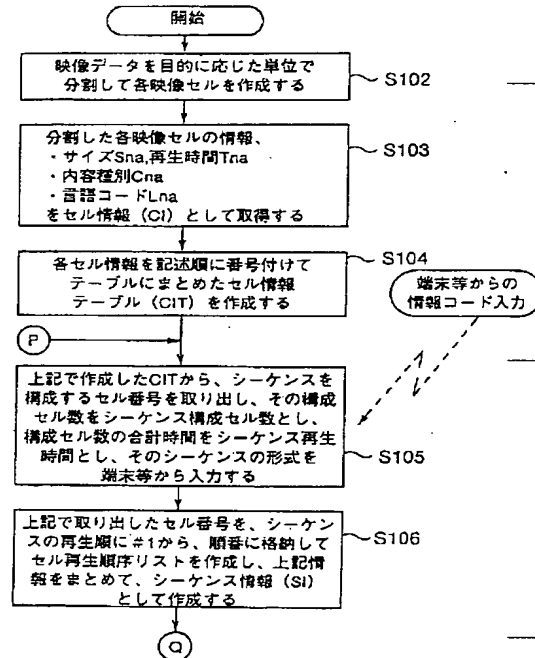 開始
映像データを目的に応じた単位で
分割して各映像セルを作成する
S102
分割した各映像セルの情報、
・サイズSna,再生時間Tna
・内容種別Cna
・言語コードLna
をセル情報(CI)として取得する
S103
各セル情報を記述順に番号付けて
テーブルにまとめたセル情報
テーブル(CIT)を作成する
S104
端末等からの
情報コード入力
P
上記で作成したCITから、シーケンスを
構成するセル番号を取り出し、その構成
セル数をシーケンス構成セル数とし、
構成セル数の合計時間をシーケンス再生
時間とし、そのシーケンスの形式を
端末等から入力する
S105
上記で取り出したセル番号を、シーケン
スの再生順に#1から、順番に格納して
セル再生順序リストを作成し、上記情
報をまとめて、シーケンス情報(SI)
として作成する
S106
Q